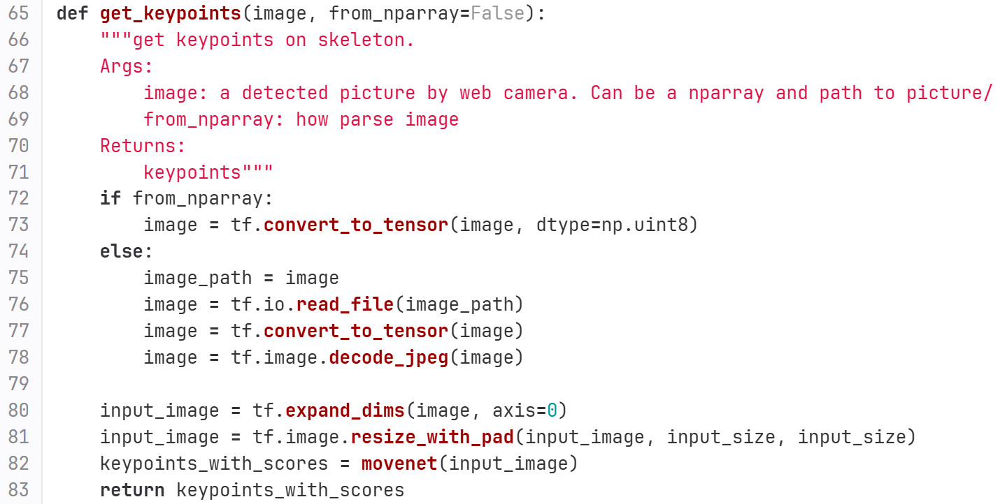 65 def get_keypoints(image, from_nparray=False):
66     """get keypoints on skeleton.
67     Args:
68         image: a detected picture by web camera. Can be a nparray and path to picture/
69         from_nparray: how parse image
70     Returns:
71         keypoints"""
72     if from_nparray:
73         image = tf.convert_to_tensor(image, dtype=np.uint8)
74     else:
75         image_path = image
76         image = tf.io.read_file(image_path)
77         image = tf.convert_to_tensor(image)
78         image = tf.image.decode_jpeg(image)
79
80     input_image = tf.expand_dims(image, axis=0)
81     input_image = tf.image.resize_with_pad(input_image, input_size, input_size)
82     keypoints_with_scores = movenet(input_image)
83     return keypoints_with_scores